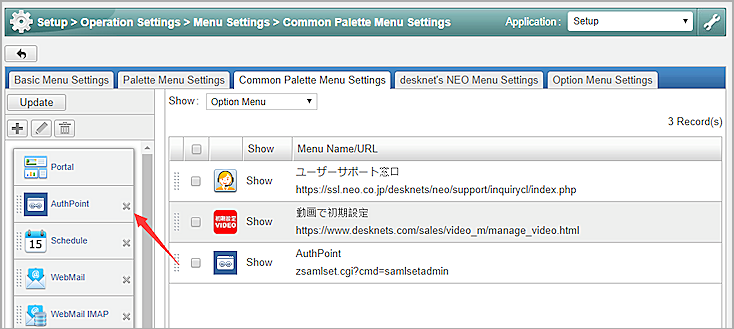 Setup > Operation Settings > Menu Settings > Common Palette Menu Settings
Application : Setup
Basic Menu Settings Palette Menu Settings Common Palette Menu Settings desknet's NEO Menu Settings Option Menu Settings
Update
Show : Option Menu
3 Record(s)
Show Menu Name/URL
Portal
AuthPoint
15 Schedule
WebMail
WebMail IMAP
Show ユーザーサポート窓口
https://ssl.neo.co.jp/desknets/neo/support/inquirycl/index.php
初期設定 VIDEO Show 動画で初期設定
https://www.desknets.com/sales/video_m/manage_video.html
Show AuthPoint
zsamlset.cgi?cmd=samlsetadmin